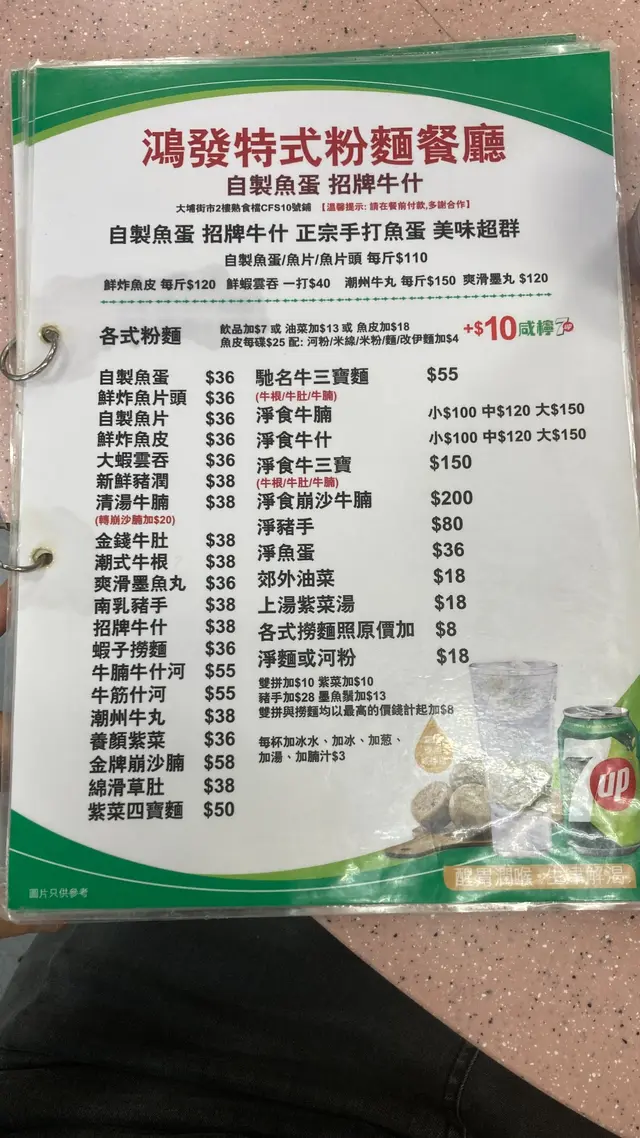 鴻發特式粉麵餐廳
自製魚蛋 招牌牛什
大埔街市2樓熟食檔CFS10號鋪 【溫馨提示: 請在餐前付款,多謝合作】
自製魚蛋 招牌牛什 正宗手打魚蛋 美味超群
自製魚蛋/魚片/魚片頭 每斤$110
鮮炸魚皮 每斤$120 鮮蝦雲吞 一打$40 潮州牛丸 每斤$150 爽滑墨丸 $120
各式粉麵
飲品加$7 或 油菜加$13 或 魚皮加$18
魚皮每碟$25 配: 河粉/米線/米粉/麵/改伊麵加$4
+$10咸檸7up
自製魚蛋 $36
鮮炸魚片頭 $36
自製魚片 $36
鮮炸魚皮 $36
大蝦雲吞 $36
新鮮豬潤 $38
清湯牛腩 $38
(轉崩沙腩加$20)
金錢牛肚 $38
潮式牛根 $38
爽滑墨魚丸 $36
南乳豬手 $38
招牌牛什 $38
蝦子撈麵 $36
牛腩牛什河 $55
牛筋什河 $55
潮州牛丸 $38
養顏紫菜 $36
金牌崩沙腩 $58
綿滑草肚 $38
紫菜四寶麵 $50
馳名牛三寶麵 $55
(牛根/牛肚/牛腩)
淨食牛腩 小$100 中$120 大$150
淨食牛什 小$100 中$120 大$150
淨食牛三寶 $150
(牛根/牛肚/牛腩)
淨食崩沙牛腩 $200
淨豬手 $80
淨魚蛋 $36
郊外油菜 $18
上湯紫菜湯 $18
各式撈麵照原價加 $8
淨麵或河粉 $18
雙拼加$10 紫菜加$10
豬手加$28 墨魚鬚加$13
雙拼與撈麵均以最高的價錢計起加$8
每杯加冰水、加冰、加葱、
加湯、加腩汁$3
7up
醒胃潤喉
圖片只供參考